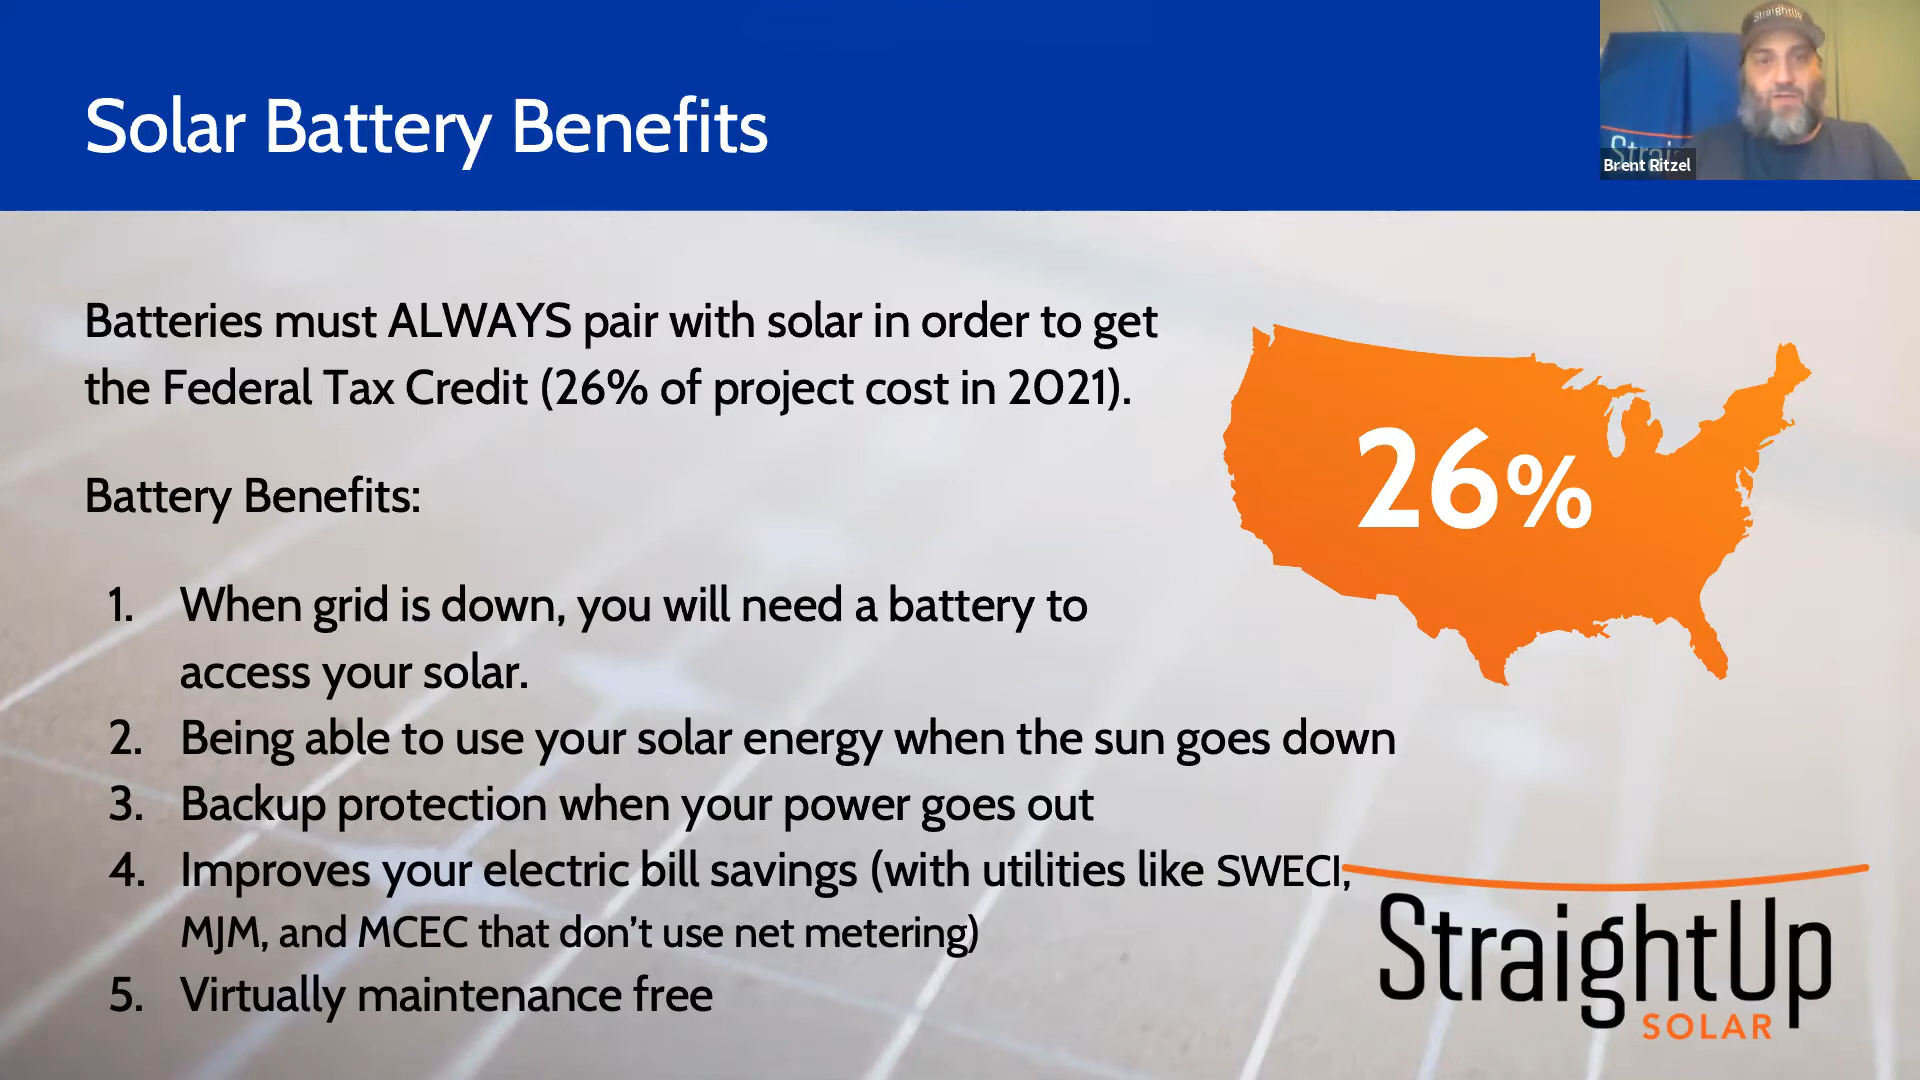 Solar Battery Benefits
StraightUp
Strai
Brent Ritzel
Batteries must ALWAYS pair with solar in order to get
the Federal Tax Credit (26% of project cost in 2021).
26%
Battery Benefits:
1. When grid is down, you will need a battery to
access your solar.
2. Being able to use your solar energy when the sun goes down
3. Backup protection when your power goes out
4. Improves your electric bill savings (with utilities like SWECI,
MJM, and MCEC that don't use net metering)
5. Virtually maintenance free
StraightUp
SOLAR